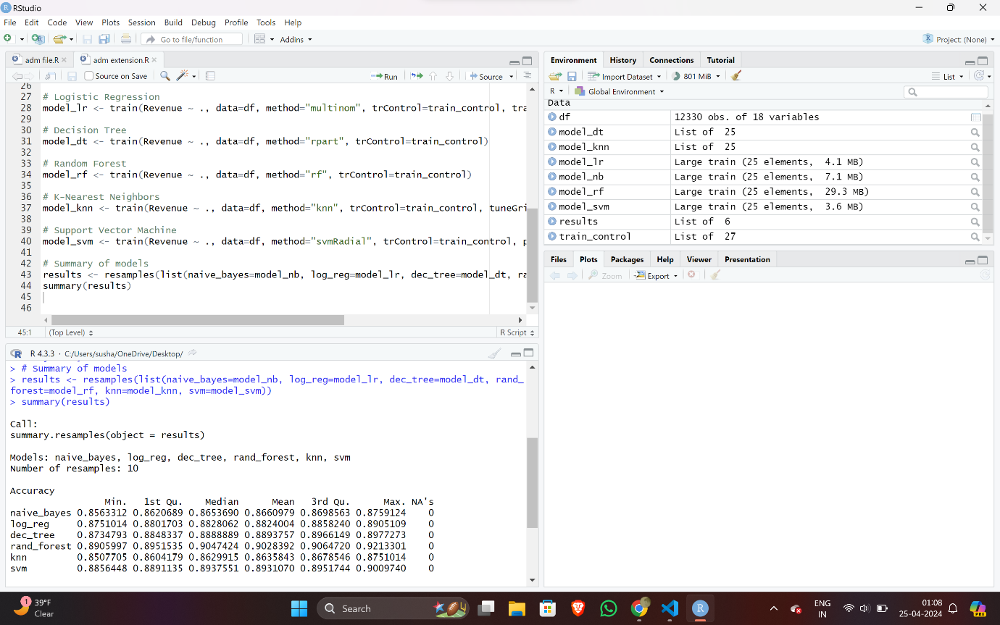 RStudio
File Edit Code View Plots Session Build Debug Profile Tools Help
Go to file/function Addins Project: (None)
adm file.R adm extension.R
Source on Save Run Source
26
27 # Logistic Regression
28 model_lr <- train(Revenue ~ ., data=df, method="multinom", trControl=train_control, tra
29
30 # Decision Tree
31 model_dt <- train(Revenue ~ ., data=df, method="rpart", trControl=train_control)
32
33 # Random Forest
34 model_rf <- train(Revenue ~ ., data=df, method="rf", trControl=train_control)
35
36 # K-Nearest Neighbors
37 model_knn <- train(Revenue ~ ., data=df, method="knn", trControl=train_control, tuneGri
38
39 # Support Vector Machine
40 model_svm <- train(Revenue ~ ., data=df, method="svmRadial", trControl=train_control, p
41
42 # Summary of models
43 results <- resamples(list(naive_bayes=model_nb, log_reg=model_lr, dec_tree=model_dt, ra
44 summary(results)
45
46
45:1 (Top Level) R Script
R 4.3.3 · C:/Users/susha/OneDrive/Desktop/
> # Summary of models
> results <- resamples(list(naive_bayes=model_nb, log_reg=model_lr, dec_tree=model_dt, rand_
forest=model_rf, knn=model_knn, svm=model_svm))
> summary(results)
Call:
summary.resamples(object = results)
Models: naive_bayes, log_reg, dec_tree, rand_forest, knn, svm
Number of resamples: 10
Accuracy
Min. 1st Qu. Median Mean 3rd Qu. Max. NA's
naive_bayes 0.8563312 0.8620689 0.8653690 0.8660979 0.8698563 0.8759124 0
log_reg 0.8751014 0.8801703 0.8828062 0.8824004 0.8858240 0.8905109 0
dec_tree 0.8734793 0.8848337 0.8888889 0.8893757 0.8966149 0.8977273 0
rand_forest 0.8905997 0.8951535 0.9047424 0.9028392 0.9064720 0.9213301 0
knn 0.8507705 0.8604179 0.8629915 0.8635843 0.8678546 0.8751014 0
svm 0.8856448 0.8891135 0.8937551 0.8931070 0.8951744 0.9009740 0
Environment History Connections Tutorial
Import Dataset 801 MiB List
R Global Environment
Data
df 12330 obs. of 18 variables
model_dt List of 25
model_knn List of 25
model_lr Large train (25 elements, 4.1 MB)
model_nb Large train (25 elements, 7.1 MB)
model_rf Large train (25 elements, 29.3 MB)
model_svm Large train (25 elements, 3.6 MB)
results List of 6
train_control List of 27
Files Plots Packages Help Viewer Presentation
Zoom Export
1 39°F
Clear
Search
ENG
IN
01:08
25-04-2024
PRE